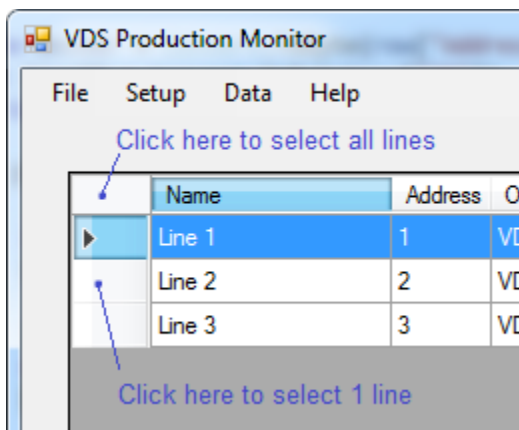 VDS Production Monitor
File Setup Data Help
Click here to select all lines
Name Address
Line 1 1
Line 2 2
Line 3 3
Click here to select 1 line